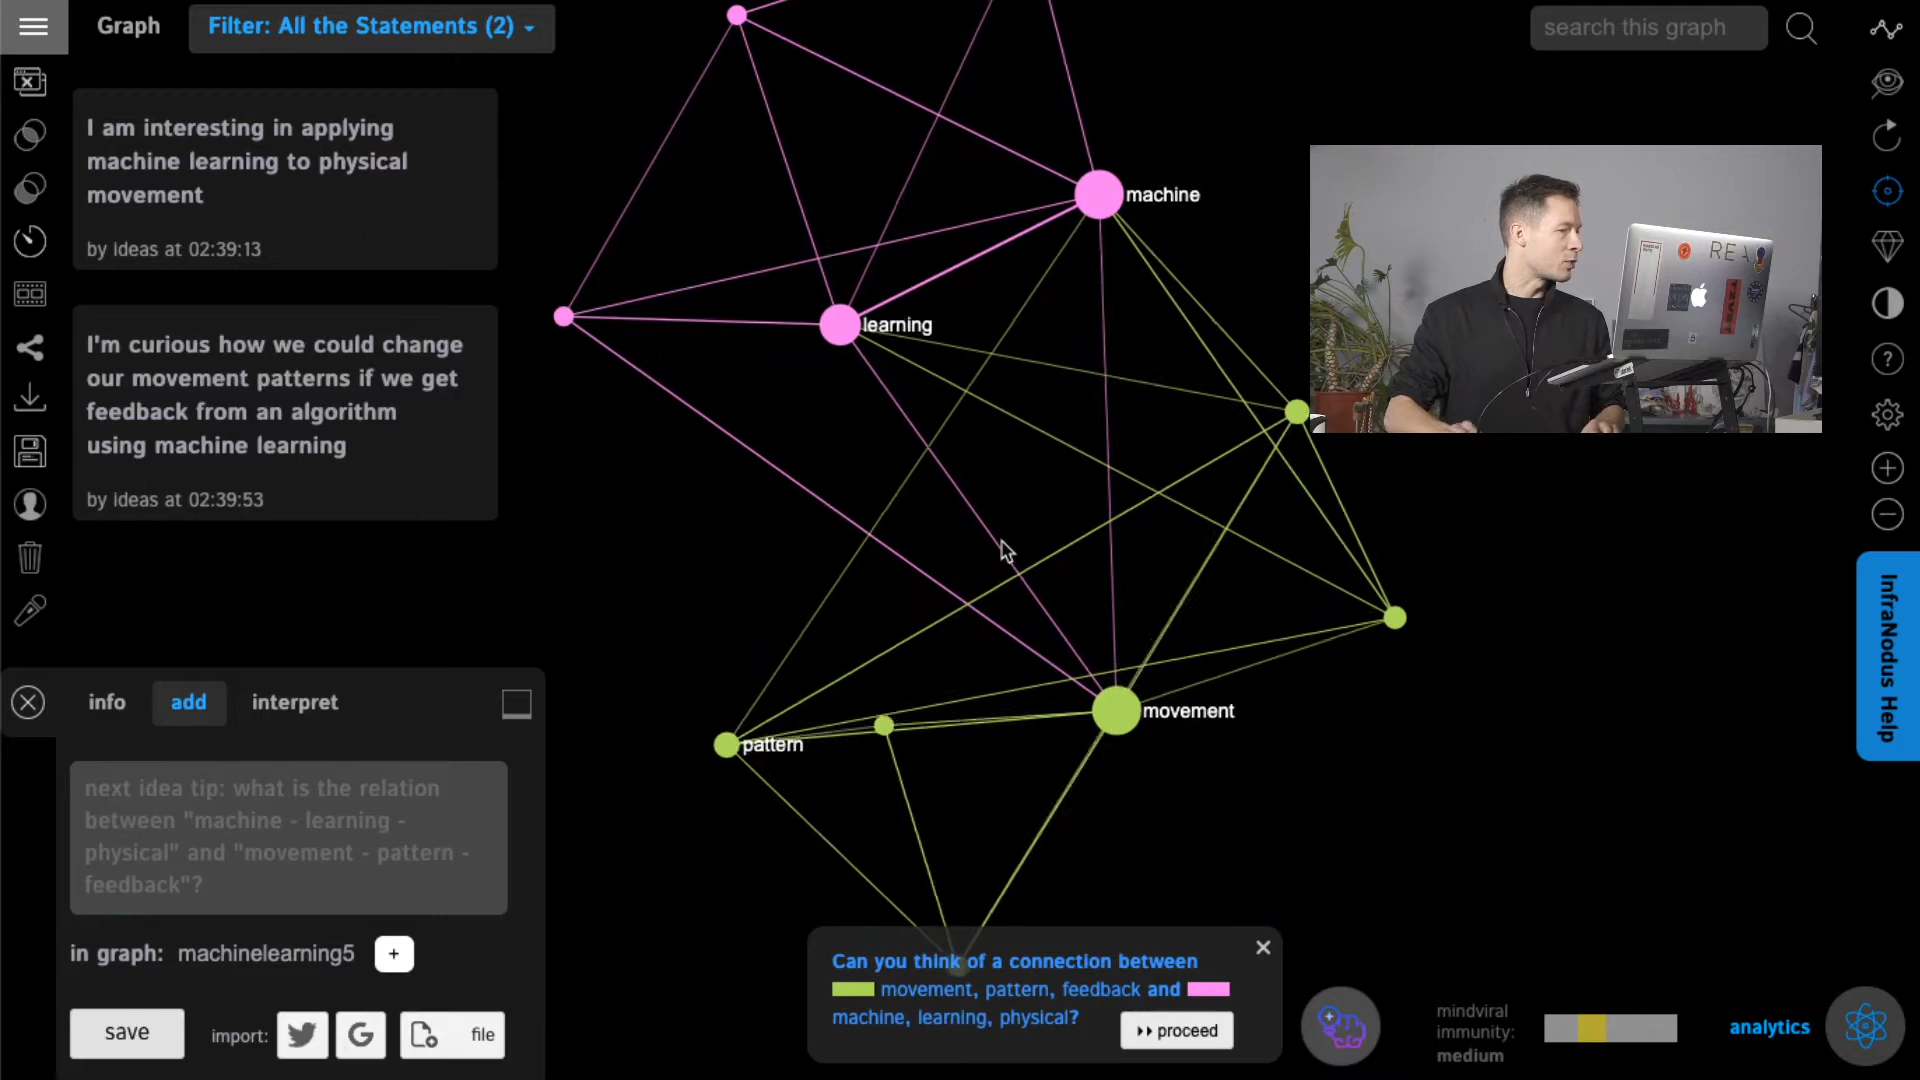 Graph
Filter: All the Statements (2)
search this graph
I am interesting in applying
machine learning to physical
movement
by ideas at 02:39:13
I'm curious how we could change
our movement patterns if we get
feedback from an algorithm
using machine learning
by ideas at 02:39:53
machine
learning
movement
pattern
REA
InfraNodus Help
info
add
interpret
next idea tip: what is the relation
between "machine - learning -
physical" and "movement - pattern -
feedback"?
in graph: machinelearning5 +
save
import:
G
file
Can you think of a connection between
movement, pattern, feedback and
machine, learning, physical?
proceed
mindviral
immunity:
medium
analytics